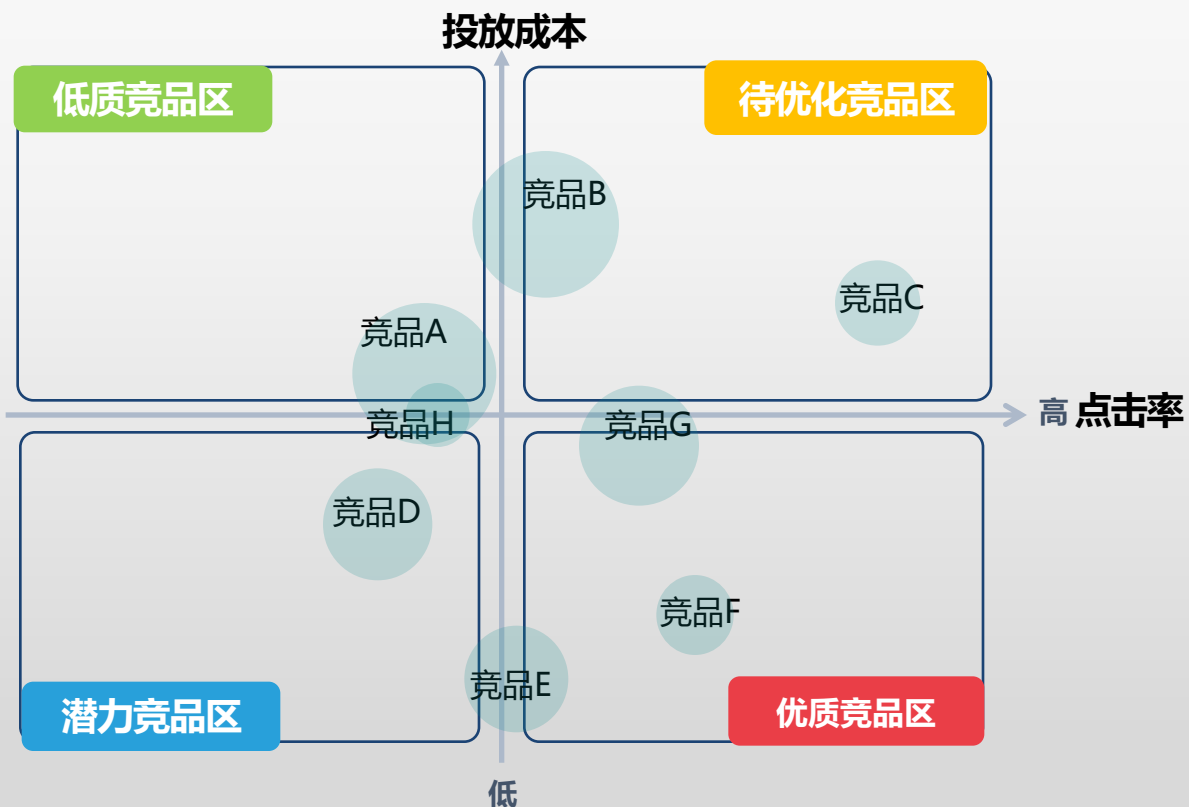 投放成本
低质竞品区
待优化竞品区
竞品B
竞品C
竞品A
竞品H
竞品G
高 点击率
竞品D
竞品F
竞品E
潜力竞品区
优质竞品区
低